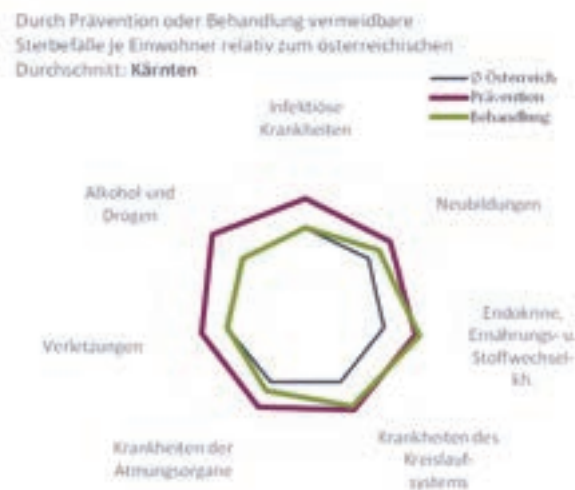 Durch Prävention oder Behandlung vermeidbare
Sterbefälle je Einwohner relativ zum österreichischen
Durchschnitt: Kärnten
Ø Österreich
Prävention
Behandlung
Infektiöse
Krankheiten
Alkohol und
Drogen
Neubildungen
Endokrine,
Ernährungs- u.
Stoffwechsel-
kh.
Verletzungen
Krankheiten der
Atmungsorgane
Krankheiten des
Kreislauf-
systems